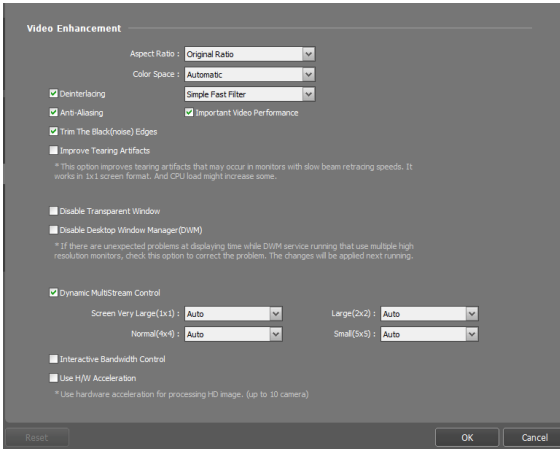 Video Enhancement
Aspect Ratio : Original Ratio
Color Space : Automatic
Deinterlacing Simple Fast Filter
Anti-Aliasing Important Video Performance
Trim The Black(noise) Edges
Improve Tearing Artifacts
* This option improves tearing artifacts that may occur in monitors with slow beam retracing speeds. It
works in 1x1 screen format. And CPU load might increase some.
Disable Transparent Window
Disable Desktop Window Manager(DWM)
* If there are unexpected problems at displaying time while DWM service running that use multiple high
resolution monitors, check this option to correct the problem. The changes will be applied next running.
Dynamic MultiStream Control
Screen Very Large(1x1) : Auto Large(2x2) : Auto
Normal(4x4) : Auto Small(5x5) : Auto
Interactive Bandwidth Control
Use H/W Acceleration
* Use hardware acceleration for processing HD image. (up to 10 camera)
Reset OK Cancel